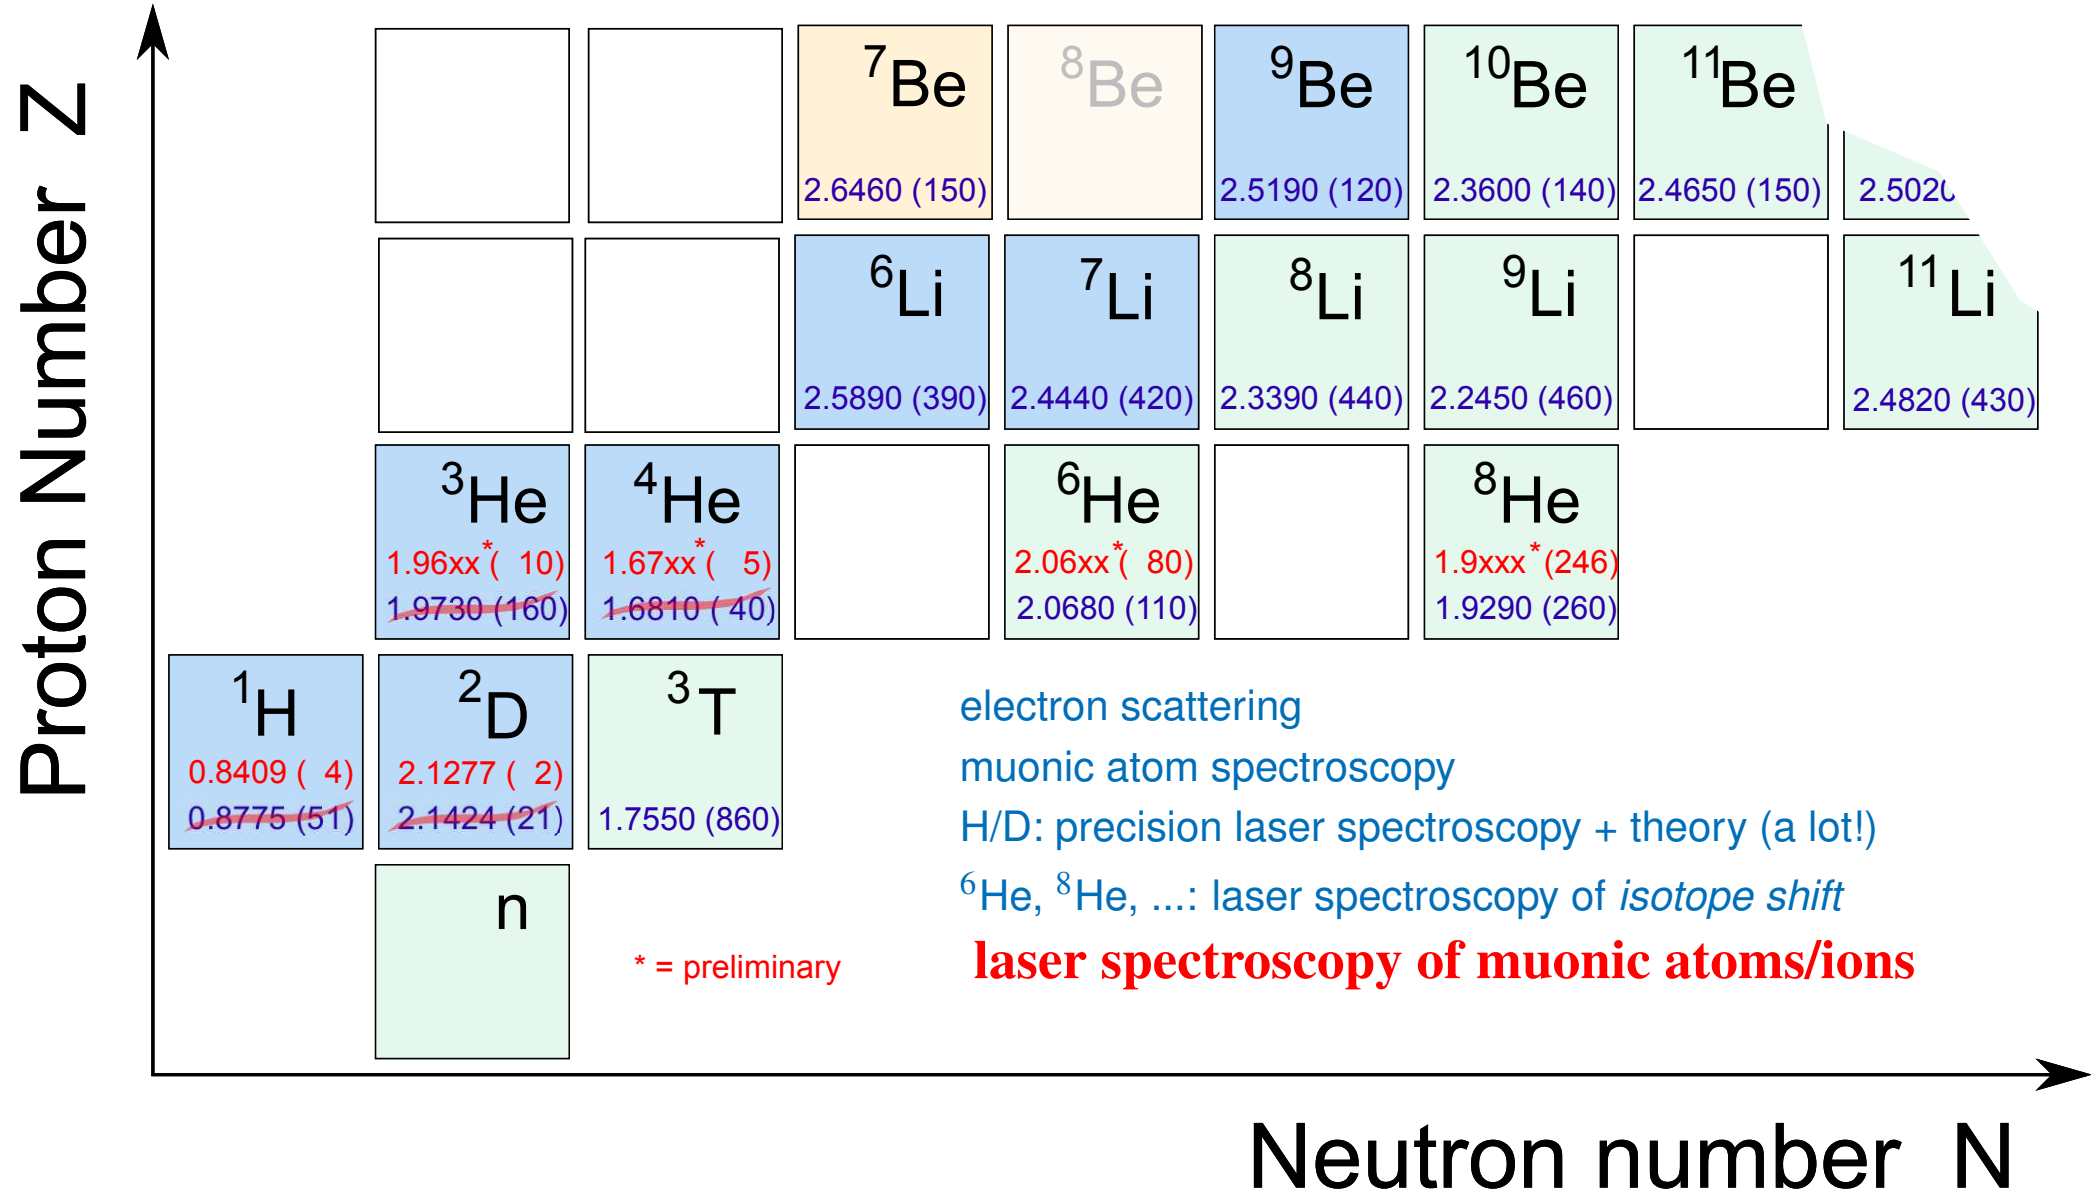 Proton Number Z
7Be
8Be
9Be
10Be
11Be
2.6460 (150)
2.5190 (120)
2.3600 (140)
2.4650 (150)
2.5020
6Li
7Li
8Li
9Li
11Li
2.5890 (390)
2.4440 (420)
2.3390 (440)
2.2450 (460)
2.4820 (430)
3He
4He
6He
8He
1.96xx*( 10)
1.67xx*( 5)
2.06xx*( 80)
1.9xxx*(246)
1.9730 (160)
1.6810 ( 40)
2.0680 (110)
1.9290 (260)
1H
2D
3T
0.8409 ( 4)
2.1277 ( 2)
0.8775 (51)
2.1424 (21)
1.7550 (860)
n
electron scattering
muonic atom spectroscopy
H/D: precision laser spectroscopy + theory (a lot!)
6He, 8He, ...: laser spectroscopy of isotope shift
laser spectroscopy of muonic atoms/ions
* = preliminary
Neutron number N